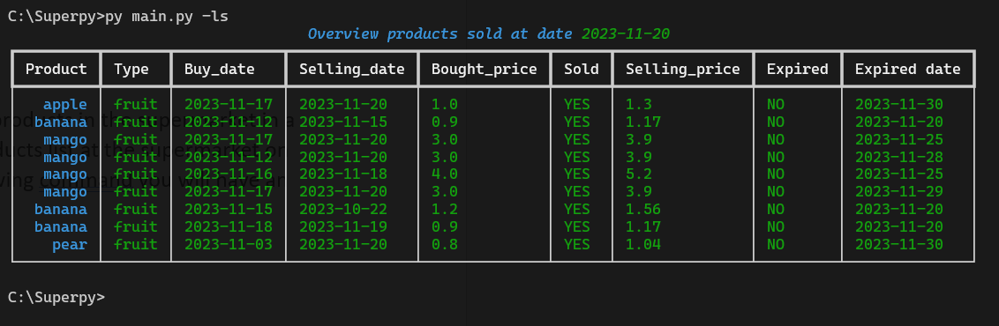 C:\Superpy>py main.py -ls
Overview products sold at date 2023-11-20
Product Type Buy_date Selling_date Bought_price Sold Selling_price Expired Expired date
apple fruit 2023-11-17 2023-11-20 1.0 YES 1.3 NO 2023-11-30
banana fruit 2023-11-12 2023-11-15 0.9 YES 1.17 NO 2023-11-20
mango fruit 2023-11-17 2023-11-20 3.0 YES 3.9 NO 2023-11-25
mango fruit 2023-11-12 2023-11-20 3.0 YES 3.9 NO 2023-11-28
mango fruit 2023-11-16 2023-11-18 4.0 YES 5.2 NO 2023-11-25
mango fruit 2023-11-17 2023-11-20 3.0 YES 3.9 NO 2023-11-29
banana fruit 2023-11-15 2023-10-22 1.2 YES 1.56 NO 2023-11-20
banana fruit 2023-11-18 2023-11-19 0.9 YES 1.17 NO 2023-11-20
pear fruit 2023-11-03 2023-11-20 0.8 YES 1.04 NO 2023-11-30
C:\Superpy>